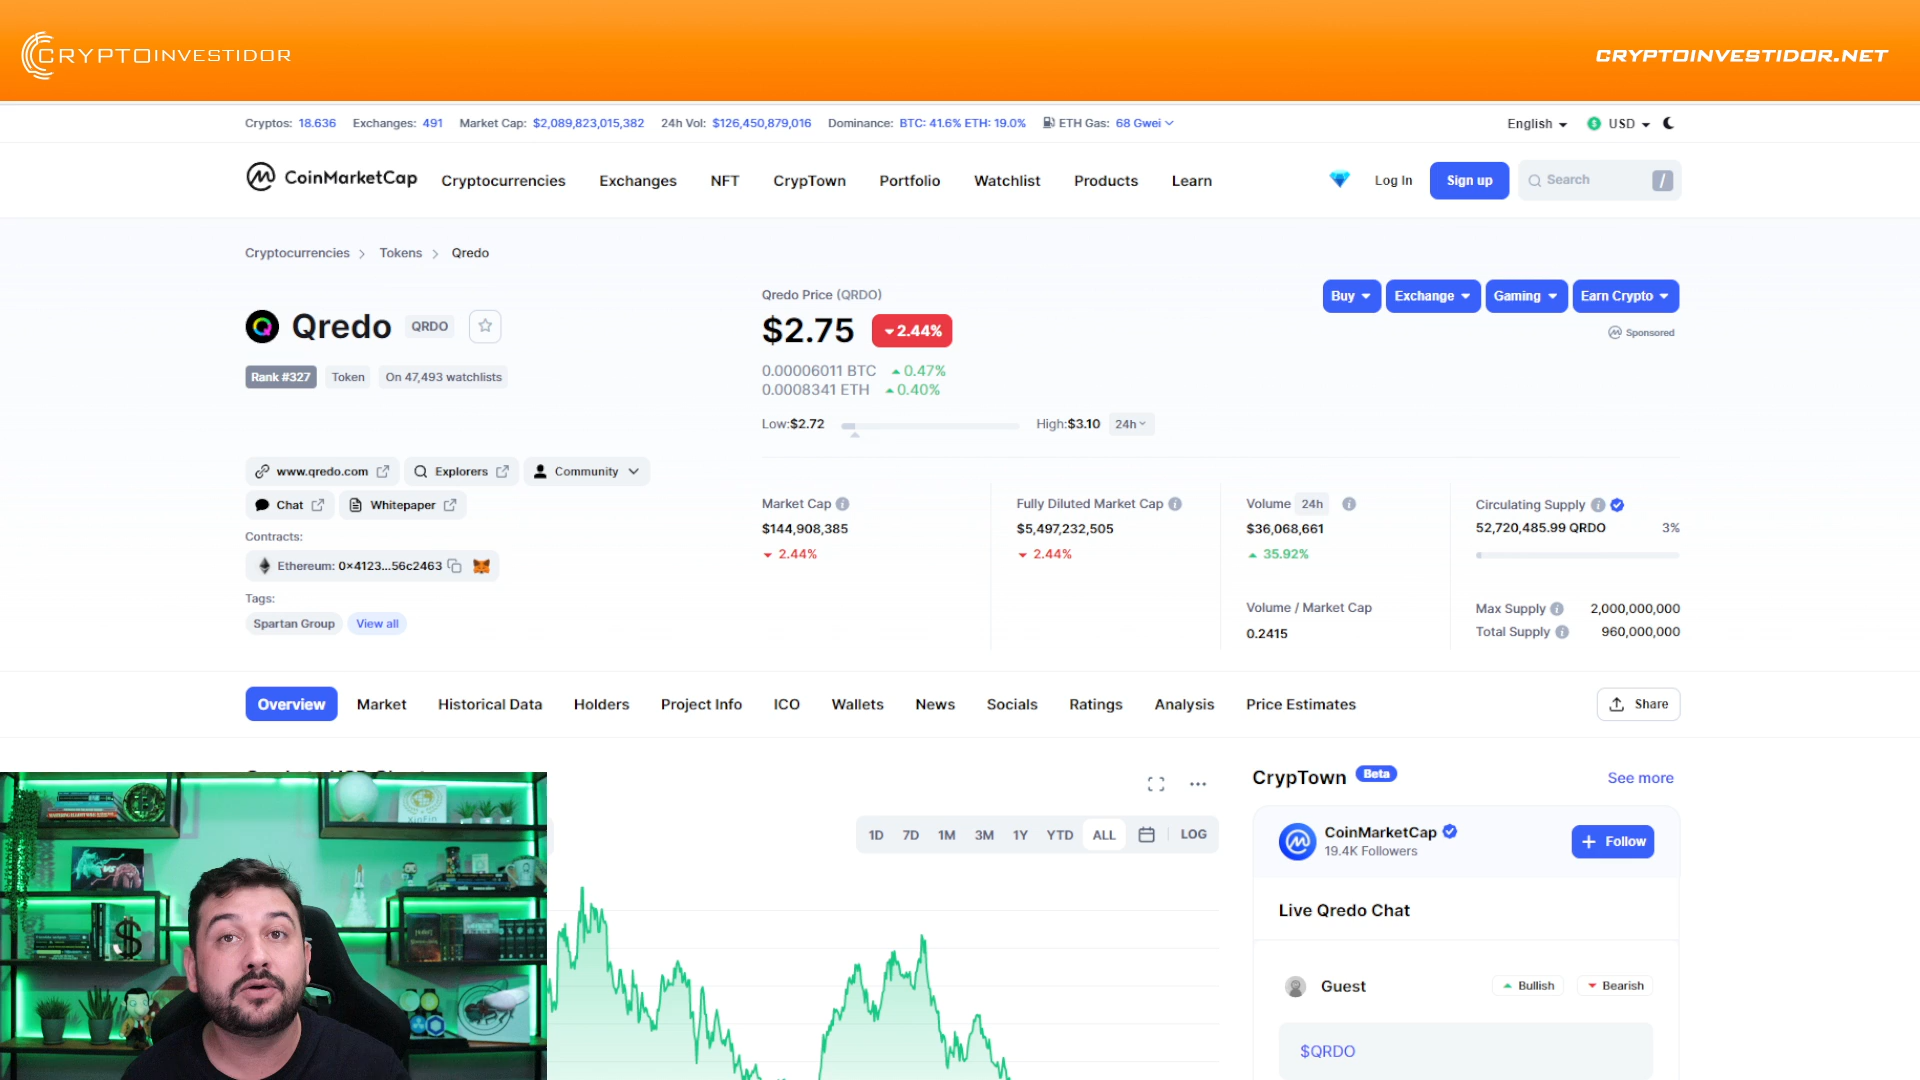 CRYPTOINVESTIDOR
CRYPTOINVESTIDOR.NET
Cryptos: 18.636 Exchanges: 491 Market Cap: $2,089,823,015,382 24h Vol: $126,450,879,016 Dominance: BTC: 41.6% ETH: 19.0% ETH Gas: 68 Gwei
English USD
CoinMarketCap Cryptocurrencies Exchanges NFT CrypTown Portfolio Watchlist Products Learn Log In Sign up Search /
Cryptocurrencies > Tokens > Qredo
Qredo QRDO
Rank #327 Token On 47,493 watchlists
www.qredo.com Explorers Community
Chat Whitepaper
Contracts:
Ethereum: 0x4123...56c2463
Tags:
Spartan Group View all
Qredo Price (QRDO)
$2.75 2.44%
0.00006011 BTC 0.47%
0.0008341 ETH 0.40%
Low:$2.72 High:$3.10 24h
Buy Exchange Gaming Earn Crypto
Sponsored
Market Cap
$144,908,385
2.44%
Fully Diluted Market Cap
$5,497,232,505
2.44%
Volume 24h
$36,068,661
35.92%
Volume / Market Cap
0.2415
Circulating Supply
52,720,485.99 QRDO 3%
Max Supply 2,000,000,000
Total Supply 960,000,000
Overview Market Historical Data Holders Project Info ICO Wallets News Socials Ratings Analysis Price Estimates Share
1D 7D 1M 3M 1Y YTD ALL LOG
CrypTown Beta See more
CoinMarketCap
19.4K Followers
+ Follow
Live Qredo Chat
Guest Bullish Bearish
$QRDO
XinFin